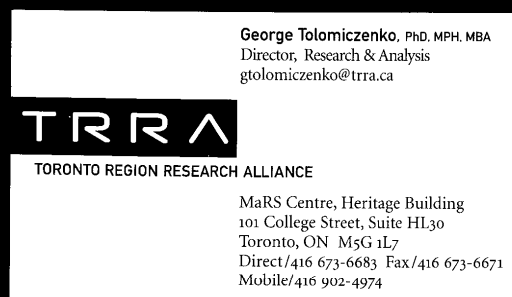 George Tolomiczenko, PhD, MPH, MBA
Director, Research & Analysis
gtolomiczenko@trra.ca
TRRA
TORONTO REGION RESEARCH ALLIANCE
MaRS Centre, Heritage Building
101 College Street, Suite HL30
Toronto, ON M5G 1L7
Direct/416 673-6683 Fax/416 673-6671
Mobile/416 902-4974